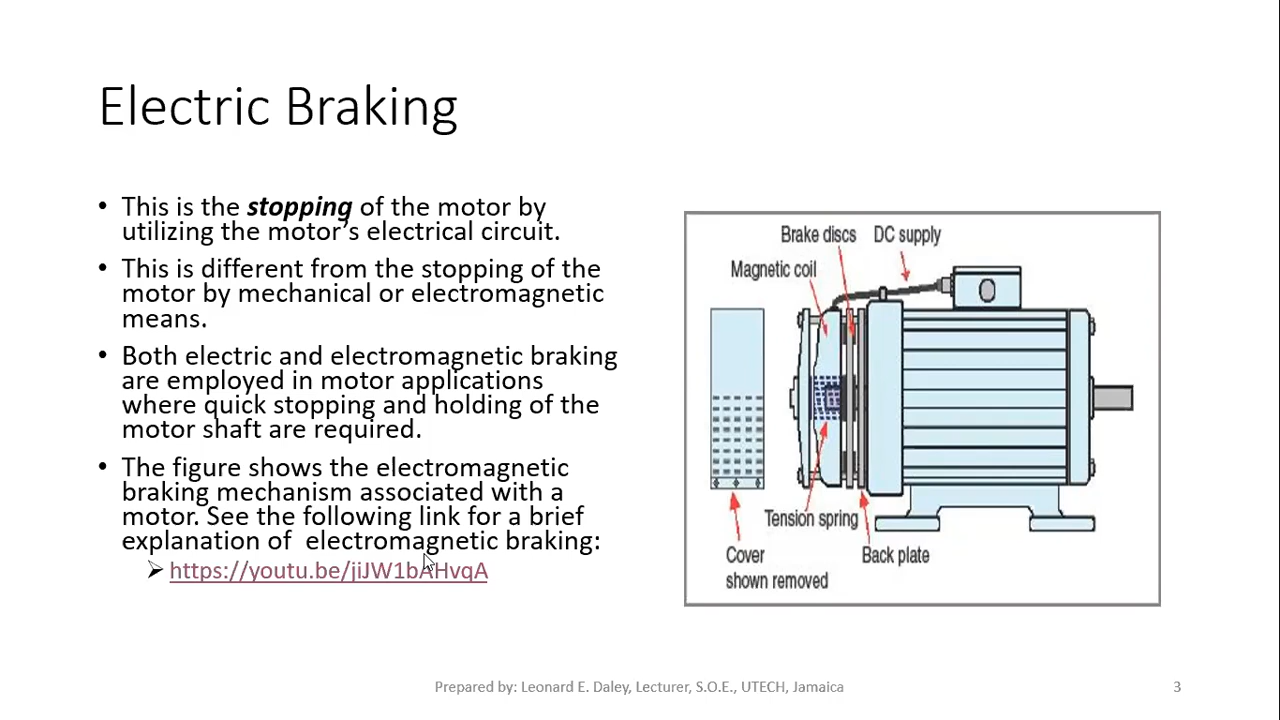 Electric Braking
• This is the stopping of the motor by
utilizing the motor's electrical circuit.
• This is different from the stopping of the
motor by mechanical or electromagnetic
means.
• Both electric and electromagnetic braking
are employed in motor applications
where quick stopping and holding of the
motor shaft are required.
• The figure shows the electromagnetic
braking mechanism associated with a
motor. See the following link for a brief
explanation of  electromagnetic braking:
➢ https://youtu.be/jiJW1bAHvqA
Brake discs
DC supply
Magnetic coil
Tension spring
Cover
shown removed
Back plate
Prepared by: Leonard E. Daley, Lecturer, S.O.E., UTECH, Jamaica
3